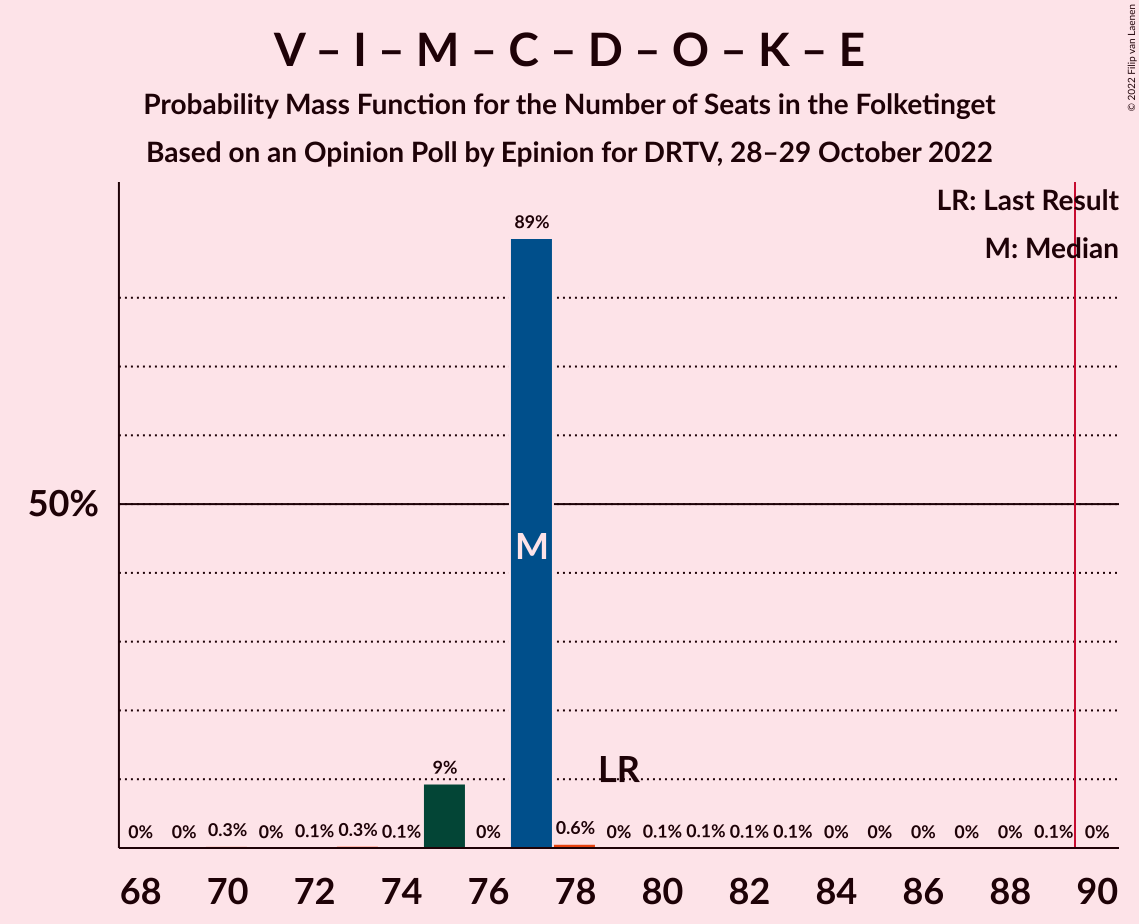 V – I – M – C – D – O – K – E
Probability Mass Function for the Number of Seats in the Folketinget
Based on an Opinion Poll by Epinion for DRTV, 28–29 October 2022
© 2022 Filip van Laenen
LR: Last Result
M: Median
89%
50%
M
LR
9%
0% 0% 0.3% 0% 0.1% 0.3% 0.1% 0% 0.6% 0% 0.1% 0.1% 0.1% 0.1% 0% 0% 0% 0% 0% 0.1% 0%
68 70 72 74 76 78 80 82 84 86 88 90